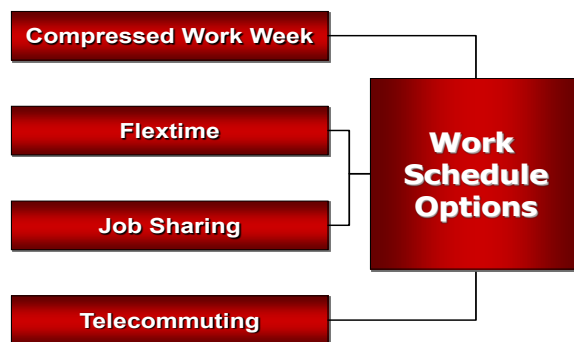 Compressed Work Week
Flextime
Job Sharing
Telecommuting
Work
Schedule
Options